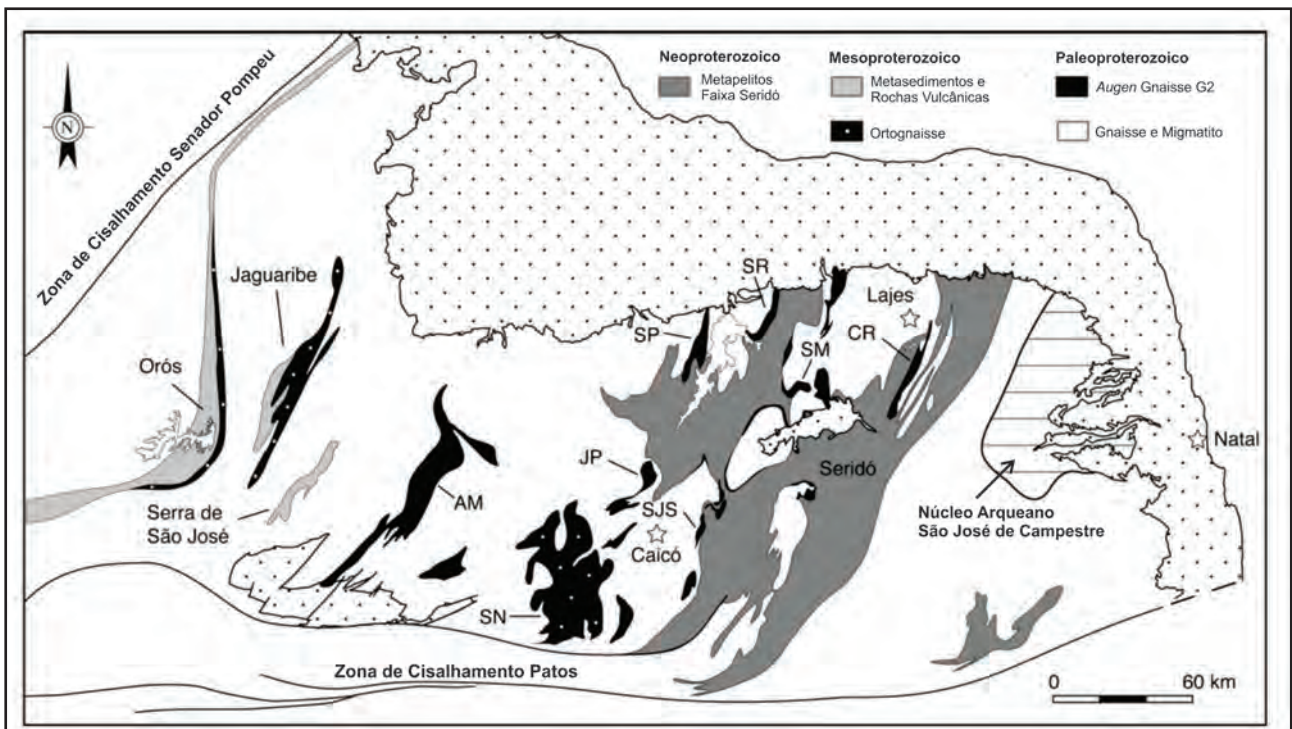 Neoproterozoico
Metapelitos
Faixa Seridó
Mesoproterozoico
Metasedimentos e
Rochas Vulcânicas
Ortognaisse
Paleoproterozoico
Augen Gnaisse G2
Gnaisse e Migmatito
N
Zona de Cisalhamento Senador Pompeu
Jaguaribe
Orós
Serra de
São José
AM
SN
JP
SJS
Caicó
SP
SR
SM
Lajes
CR
Seridó
Natal
Núcleo Arqueano
São José de Campestre
Zona de Cisalhamento Patos
0 60 km